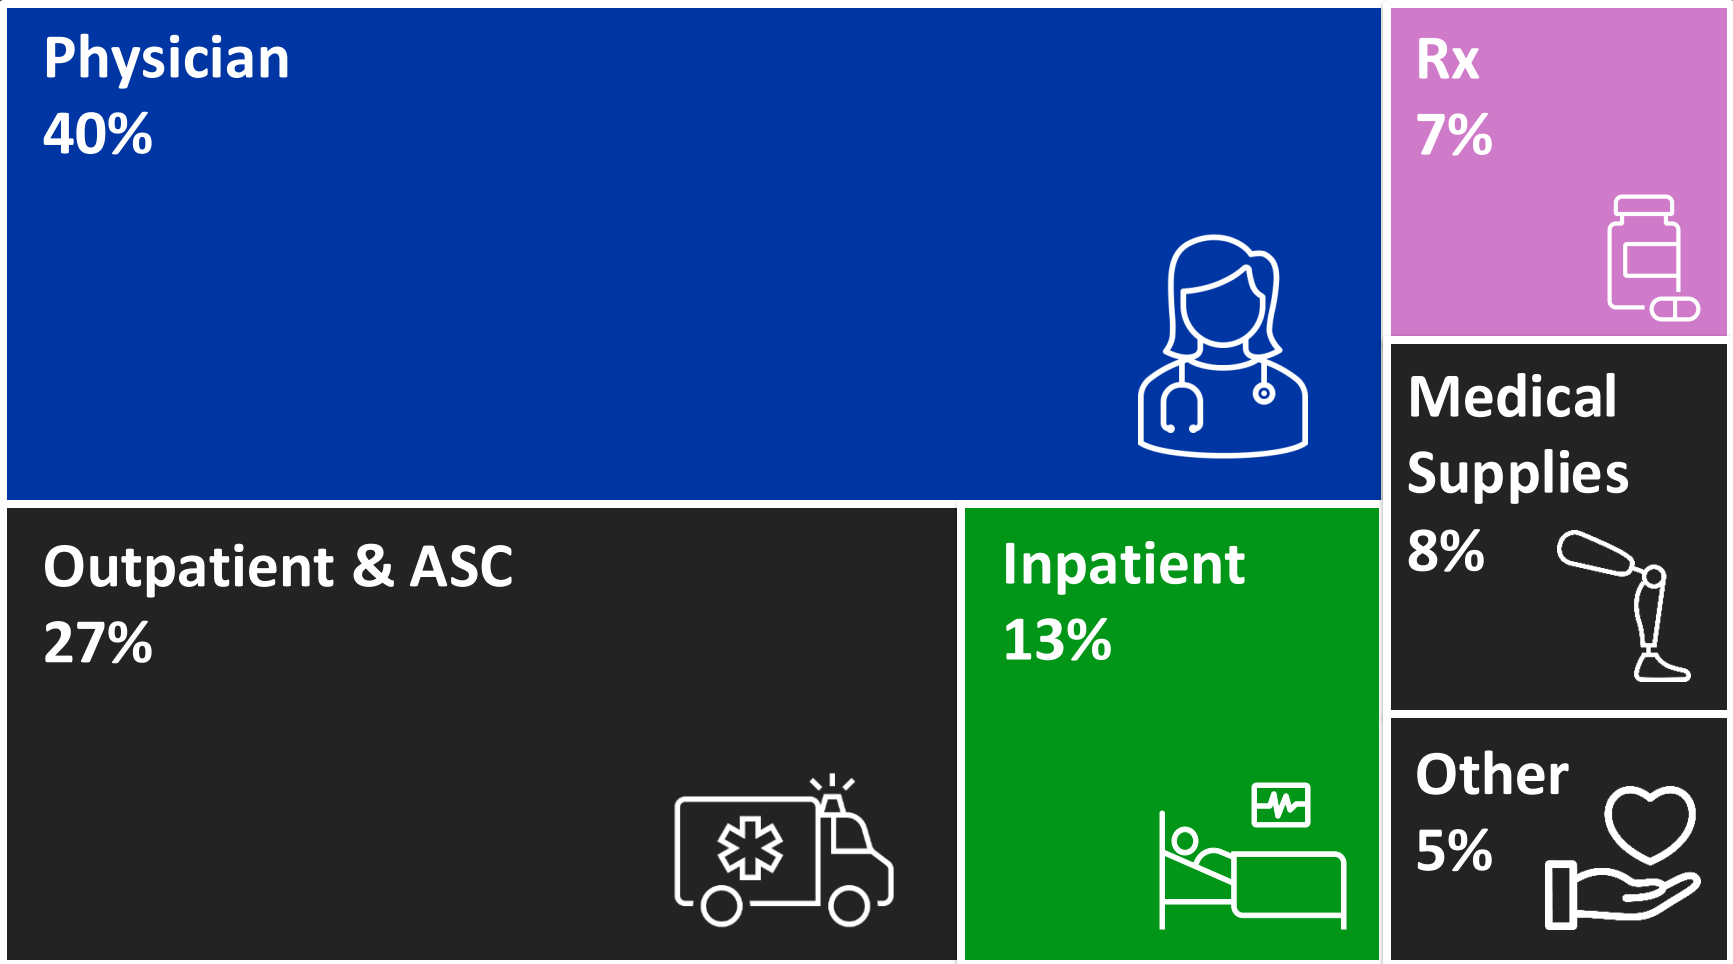 Physician
40%
Rx
7%
Medical
Supplies
8%
Outpatient & ASC
27%
Inpatient
13%
Other
5%